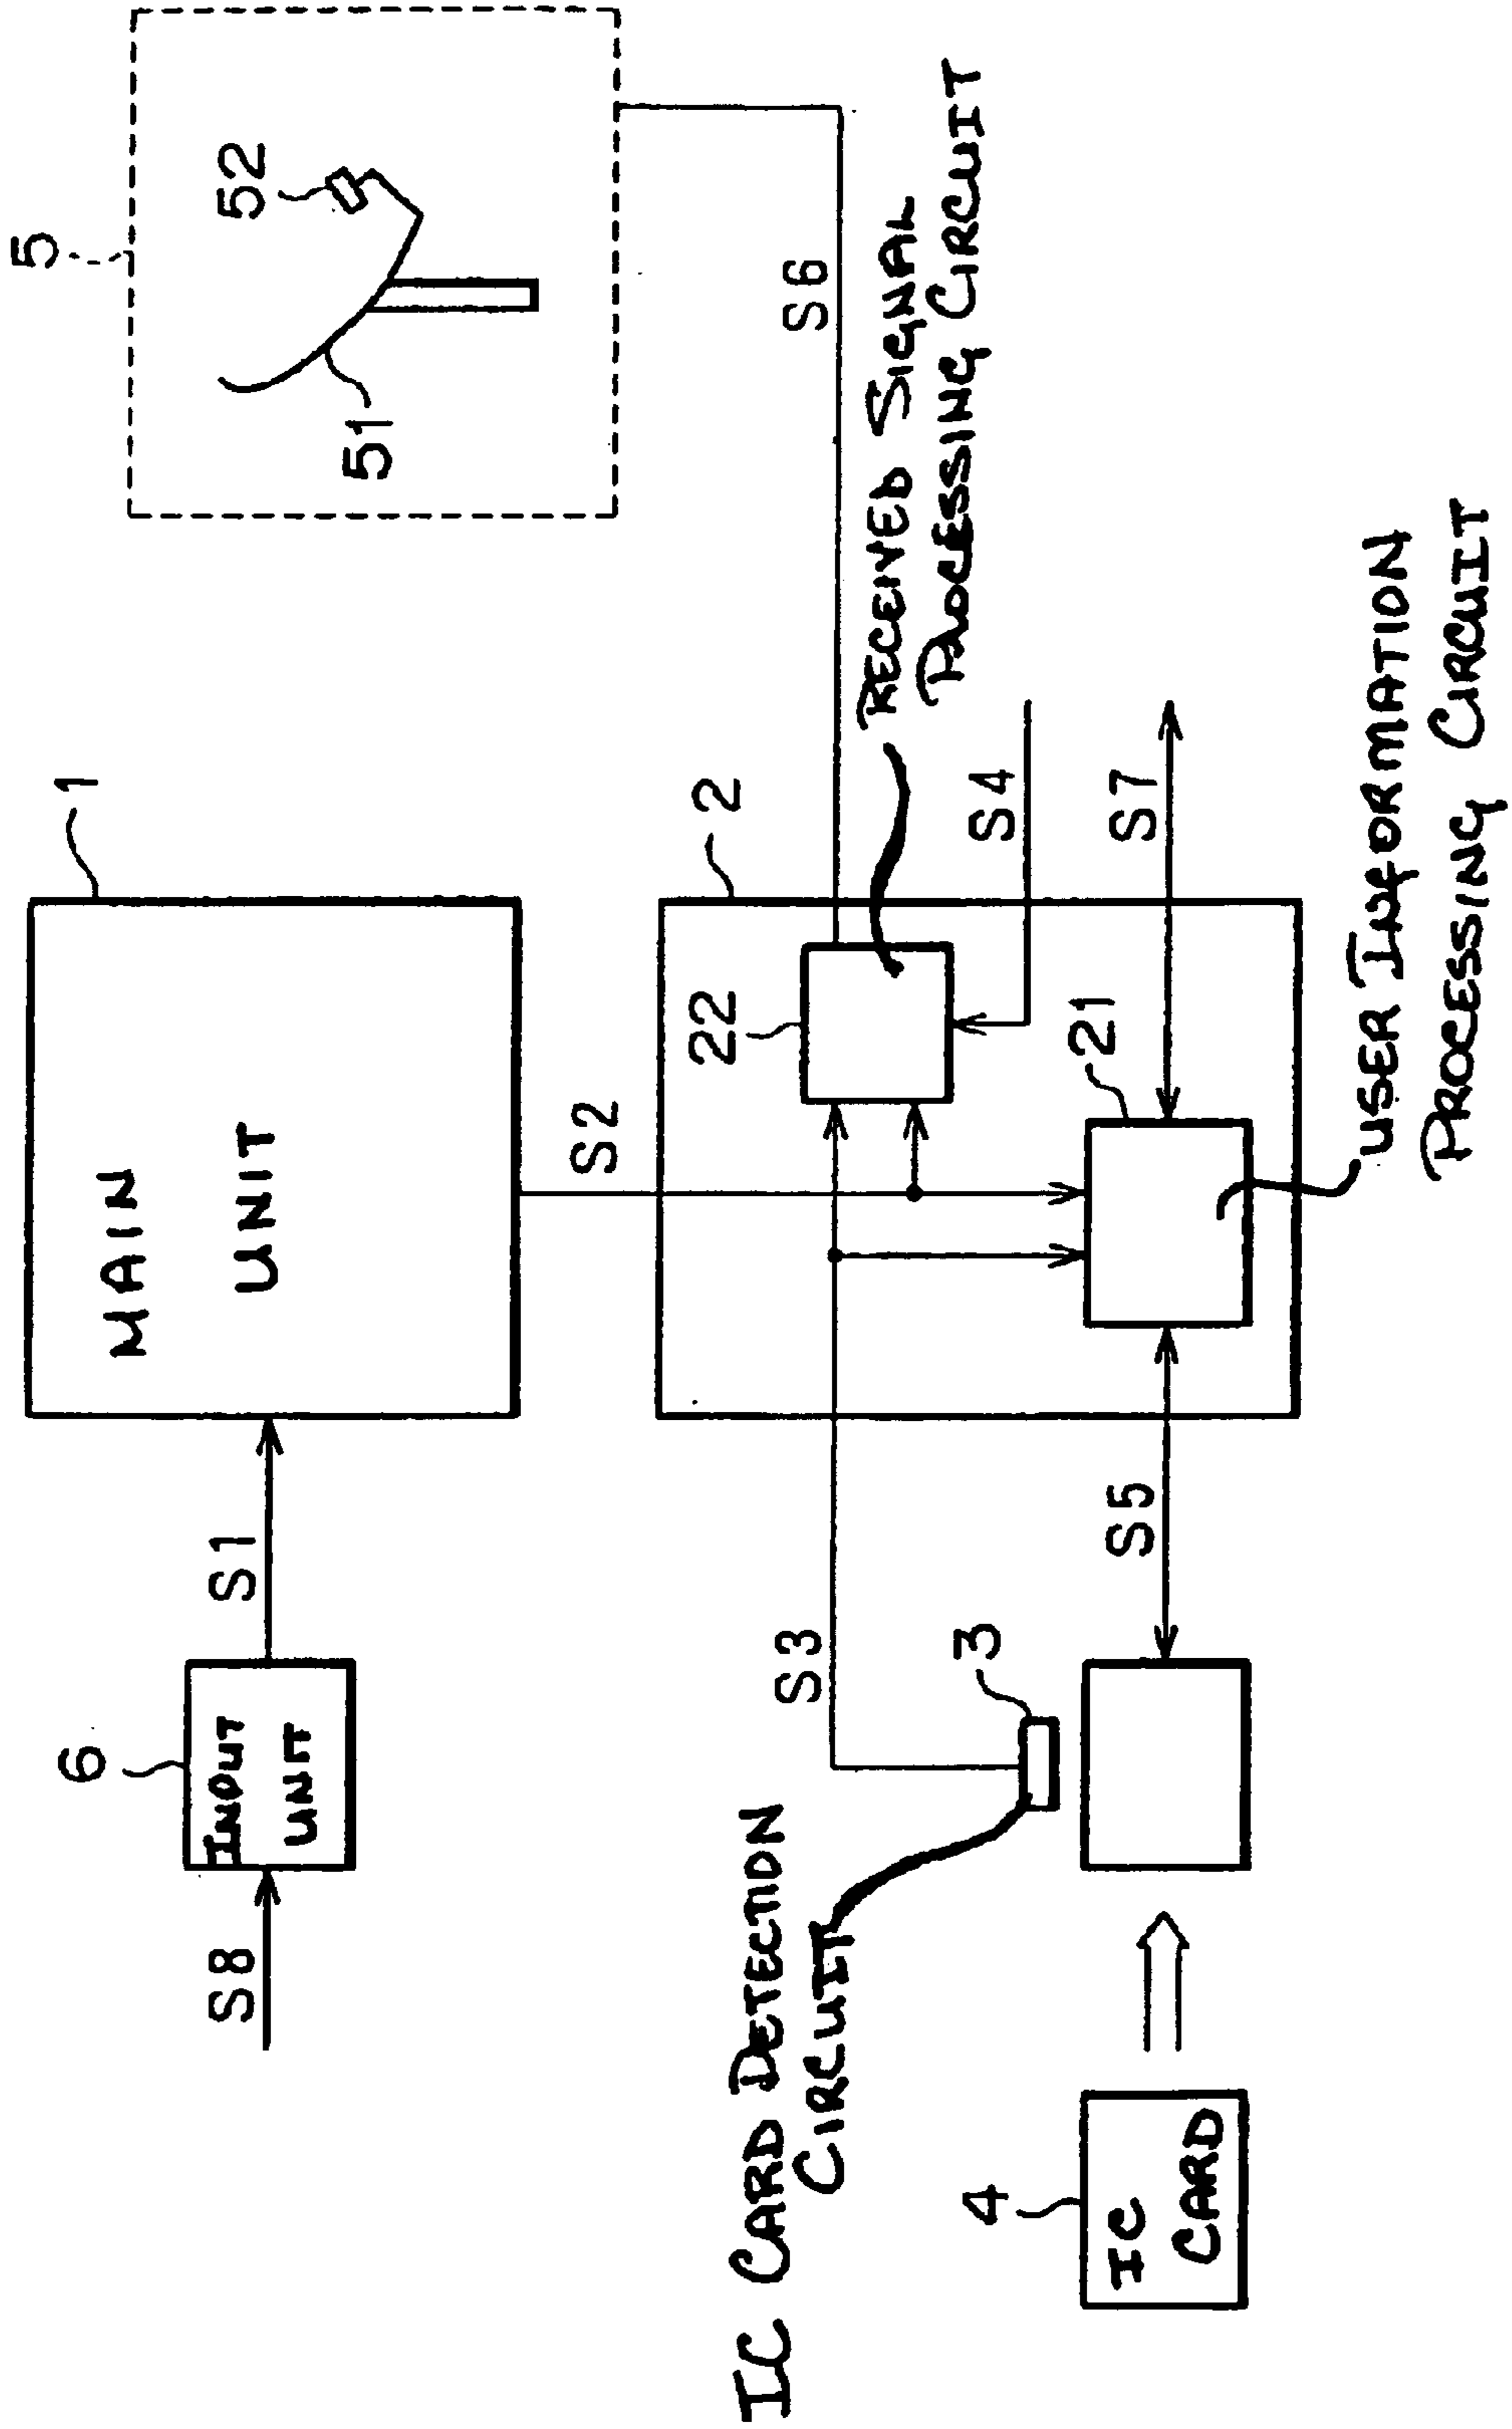 5
52
51
1
MAIN
UNIT
6
INOUT
UNIT
S8
S1
S2
S6
2
22
RECEIVED SIGNAL
PROCESSING CIRCUIT
S4
S7
21
USER INFORMATION
PROCESSING CIRCUIT
S3
3
S5
IC CARD DETECTION
CIRCUIT
4
IC
CARD